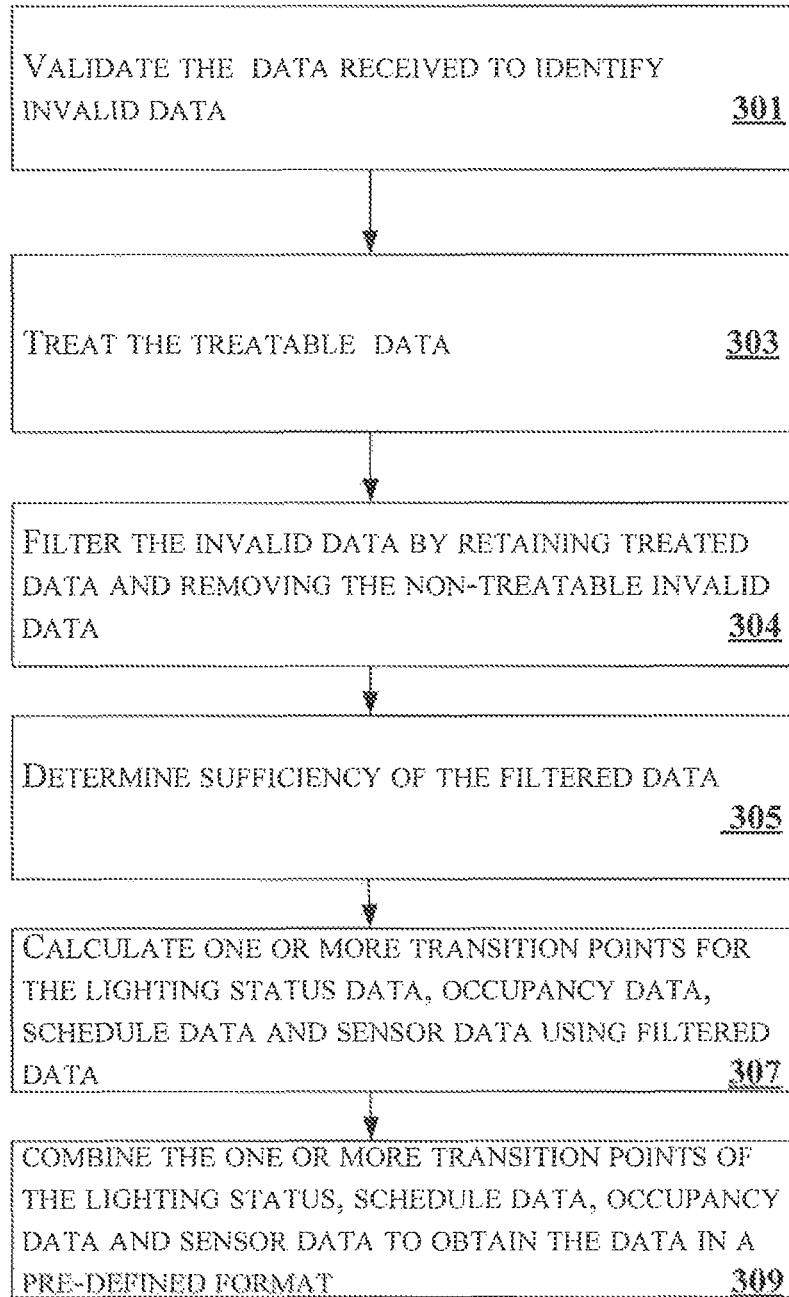 VALIDATE THE DATA RECEIVED TO IDENTIFY
INVALID DATA 301
TREAT THE TREATABLE DATA 303
FILTER THE INVALID DATA BY RETAINING TREATED
DATA AND REMOVING THE NON-TREATABLE INVALID
DATA 304
DETERMINE SUFFICIENCY OF THE FILTERED DATA
305
CALCULATE ONE OR MORE TRANSITION POINTS FOR
THE LIGHTING STATUS DATA, OCCUPANCY DATA,
SCHEDULE DATA AND SENSOR DATA USING FILTERED
DATA 307
COMBINE THE ONE OR MORE TRANSITION POINTS OF
THE LIGHTING STATUS, SCHEDULE DATA, OCCUPANCY
DATA AND SENSOR DATA TO OBTAIN THE DATA IN A
PRE-DEFINED FORMAT 309